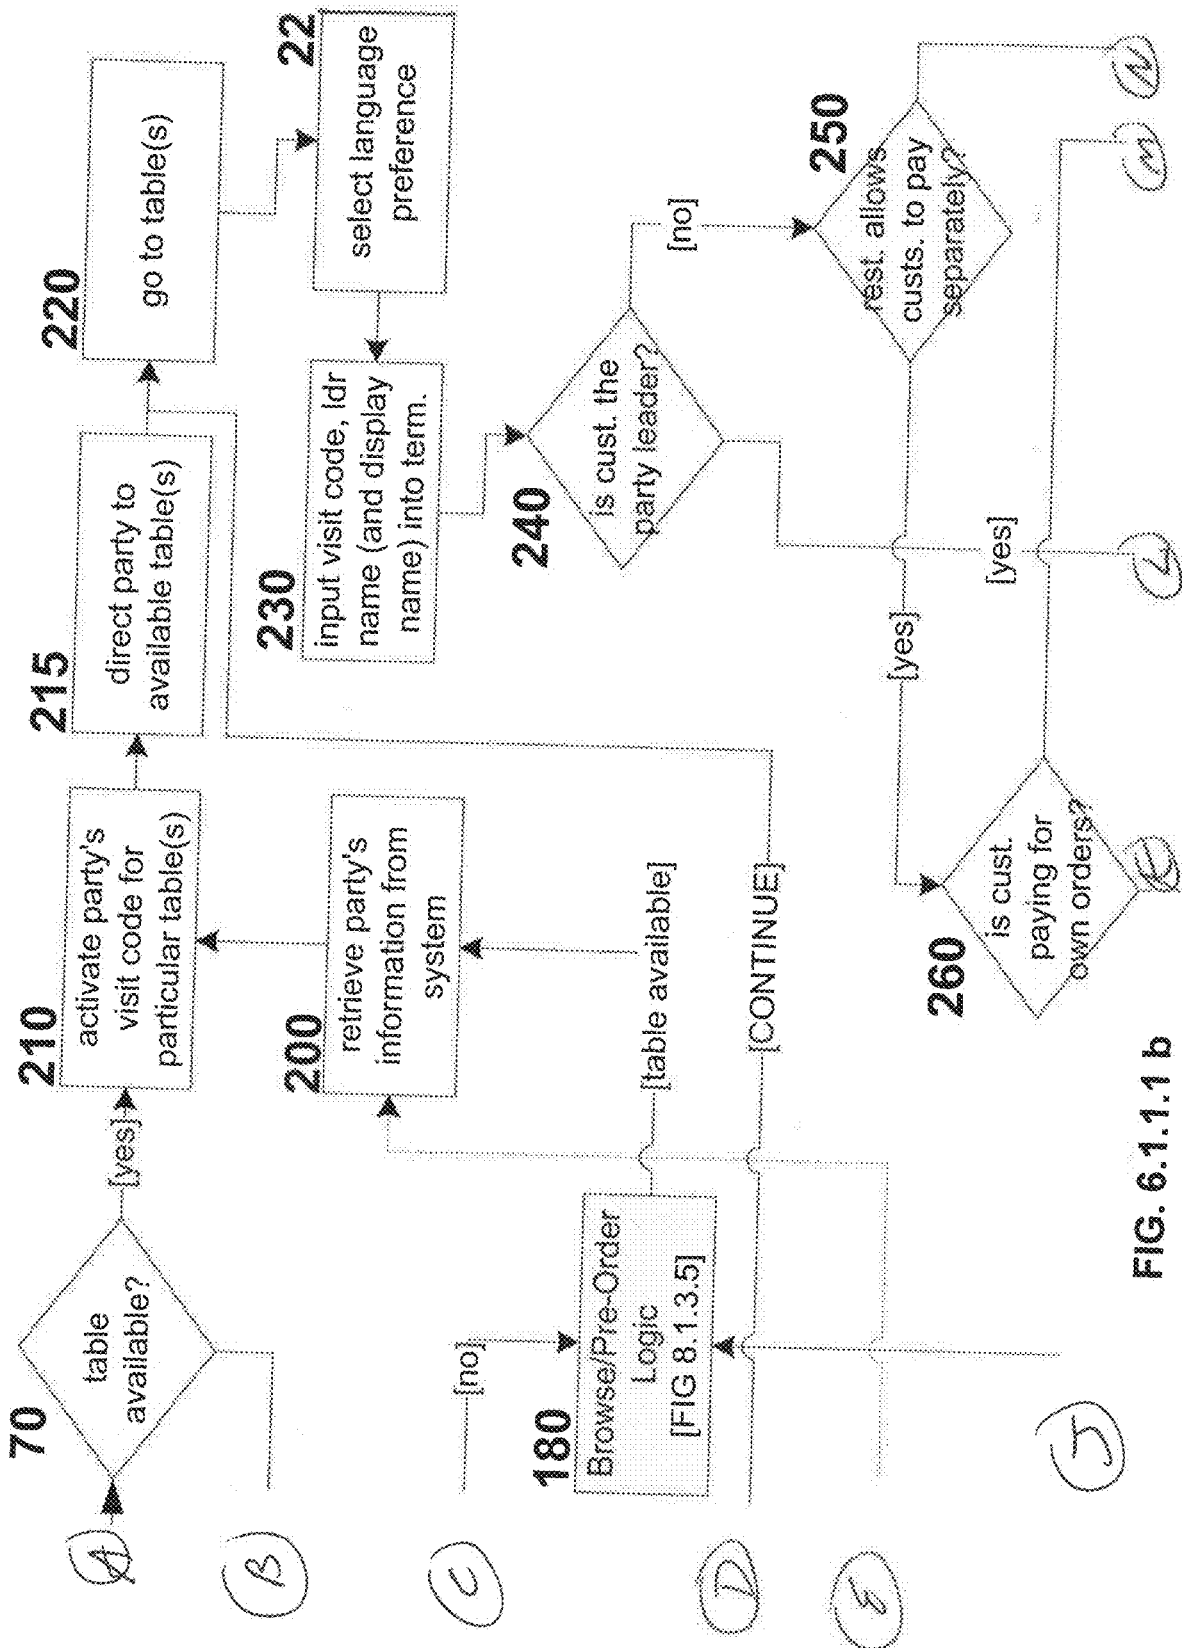 70
table
available?
[yes]
210
activate party's
visit code for
particular table(s)
215
direct party to
available table(s)
220
go to table(s)
22
select language
preference
230
input visit code, ldr
name (and display
name) into term.
200
retrieve party's
information from
system
240
is cust. the
party leader?
[no]
250
rest. allows
custs. to pay
separately?
[yes]
[yes]
260
is cust.
paying for
own orders?
[no]
180
Browse/Pre-Order
Logic
[FIG 8.1.3.5]
[table available]
[CONTINUE]
A
B
C
D
E
J
L
M
N
FIG. 6.1.1.1 b